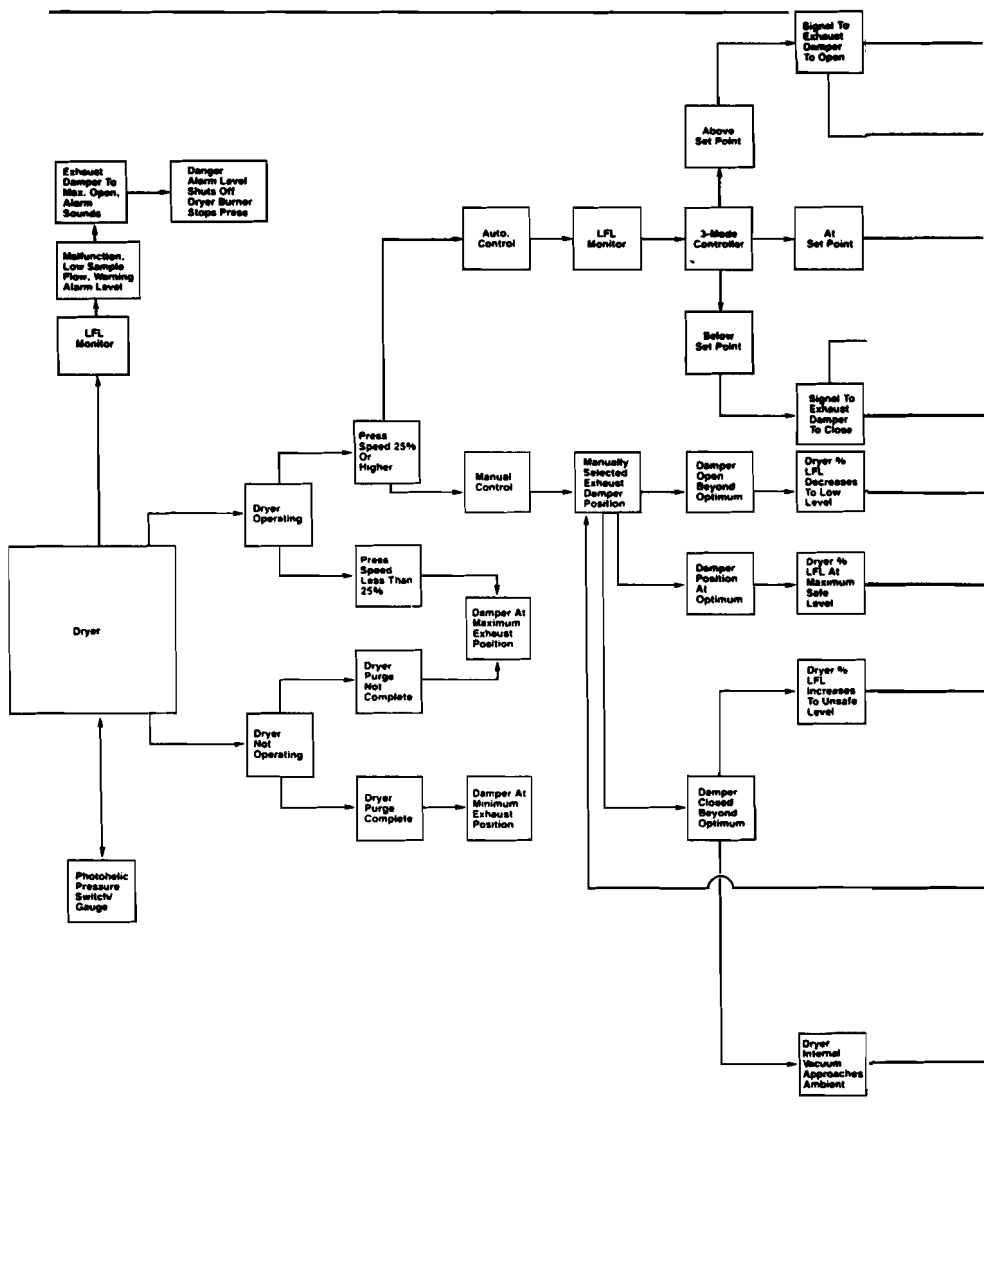 Signal To
Exhaust
Damper
To Open
Above
Set Point
Exhaust
Damper To
Max. Open,
Alarm
Sounds
Danger
Alarm Level
Shuts Off
Dryer Burner
Stops Press
Malfunction,
Low Sample
Flow, Warning
Alarm Level
LFL
Monitor
Auto.
Control
LFL
Monitor
3-Mode
Controller
At
Set Point
Below
Set Point
Signal To
Exhaust
Damper
To Close
Press
Speed 25%
Or
Higher
Manual
Control
Manually
Selected
Exhaust
Damper
Position
Damper
Open
Beyond
Optimum
Dryer %
LFL
Decreases
To Low
Level
Dryer
Operating
Press
Speed
Less Than
25%
Damper
Position
At
Optimum
Dryer %
LFL At
Maximum
Safe
Level
Dryer
Damper At
Maximum
Exhaust
Position
Dryer
Purge
Not
Complete
Dryer %
LFL
Increases
To Unsafe
Level
Dryer
Not
Operating
Dryer
Purge
Complete
Damper At
Minimum
Exhaust
Position
Damper
Closed
Beyond
Optimum
Photohelic
Pressure
Switch/
Gauge
Dryer
Internal
Vacuum
Approaches
Ambient